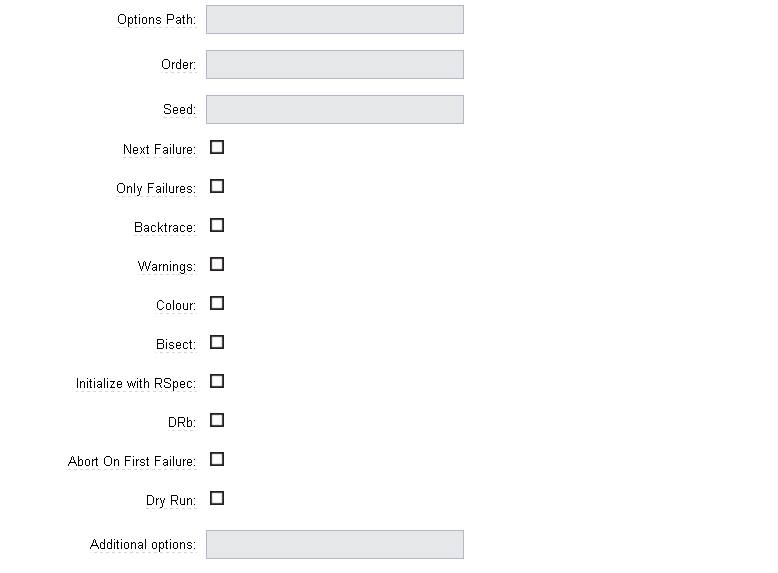 Options Path:
Order:
Seed:
Next Failure:
Only Failures:
Backtrace:
Warnings:
Colour:
Bisect:
Initialize with RSpec:
DRb:
Abort On First Failure:
Dry Run:
Additional options: